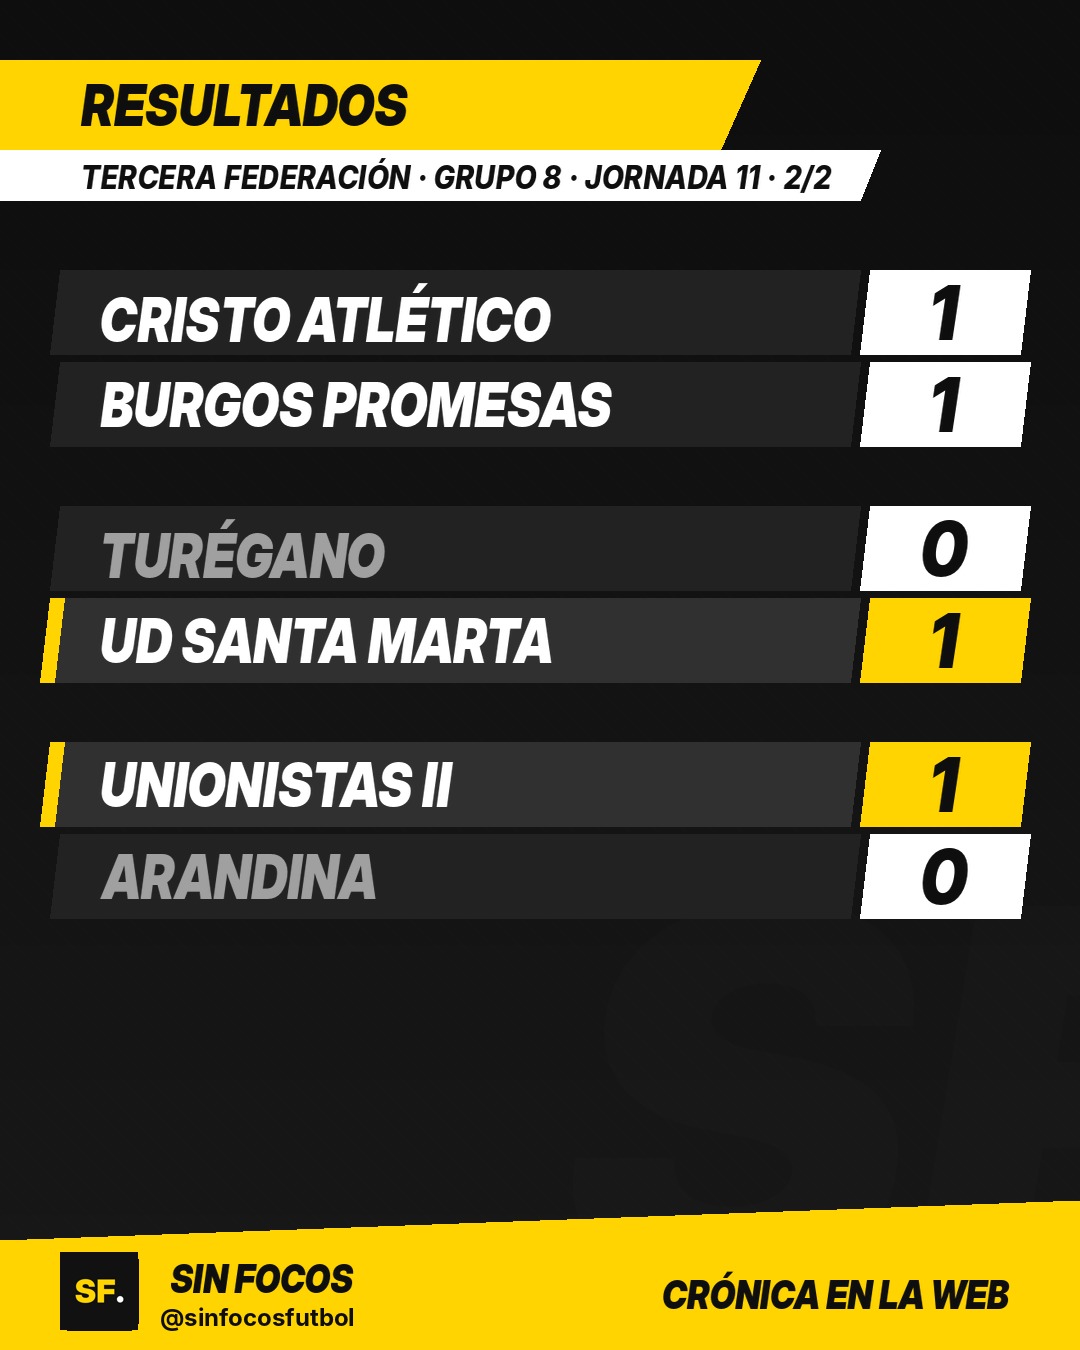 RESULTADOS
TERCERA FEDERACIÓN · GRUPO 8 · JORNADA 11 · 2/2
CRISTO ATLÉTICO 1
BURGOS PROMESAS 1
TURÉGANO 0
UD SANTA MARTA 1
UNIONISTAS II 1
ARANDINA 0
SF
SF.
SIN FOCOS
@sinfocosfutbol
CRÓNICA EN LA WEB